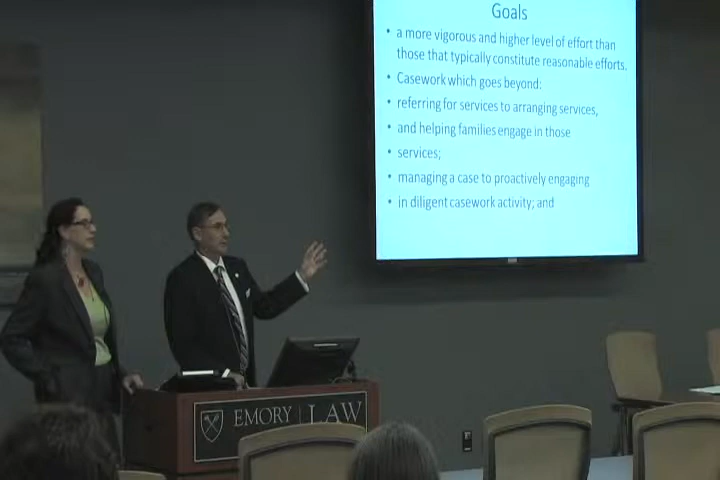 Goals
• a more vigorous and higher level of effort than
those that typically constitute reasonable efforts.
• Casework which goes beyond:
• referring for services to arranging services,
• and helping families engage in those
• services;
• managing a case to proactively engaging
• in diligent casework activity; and
EMORY | LAW